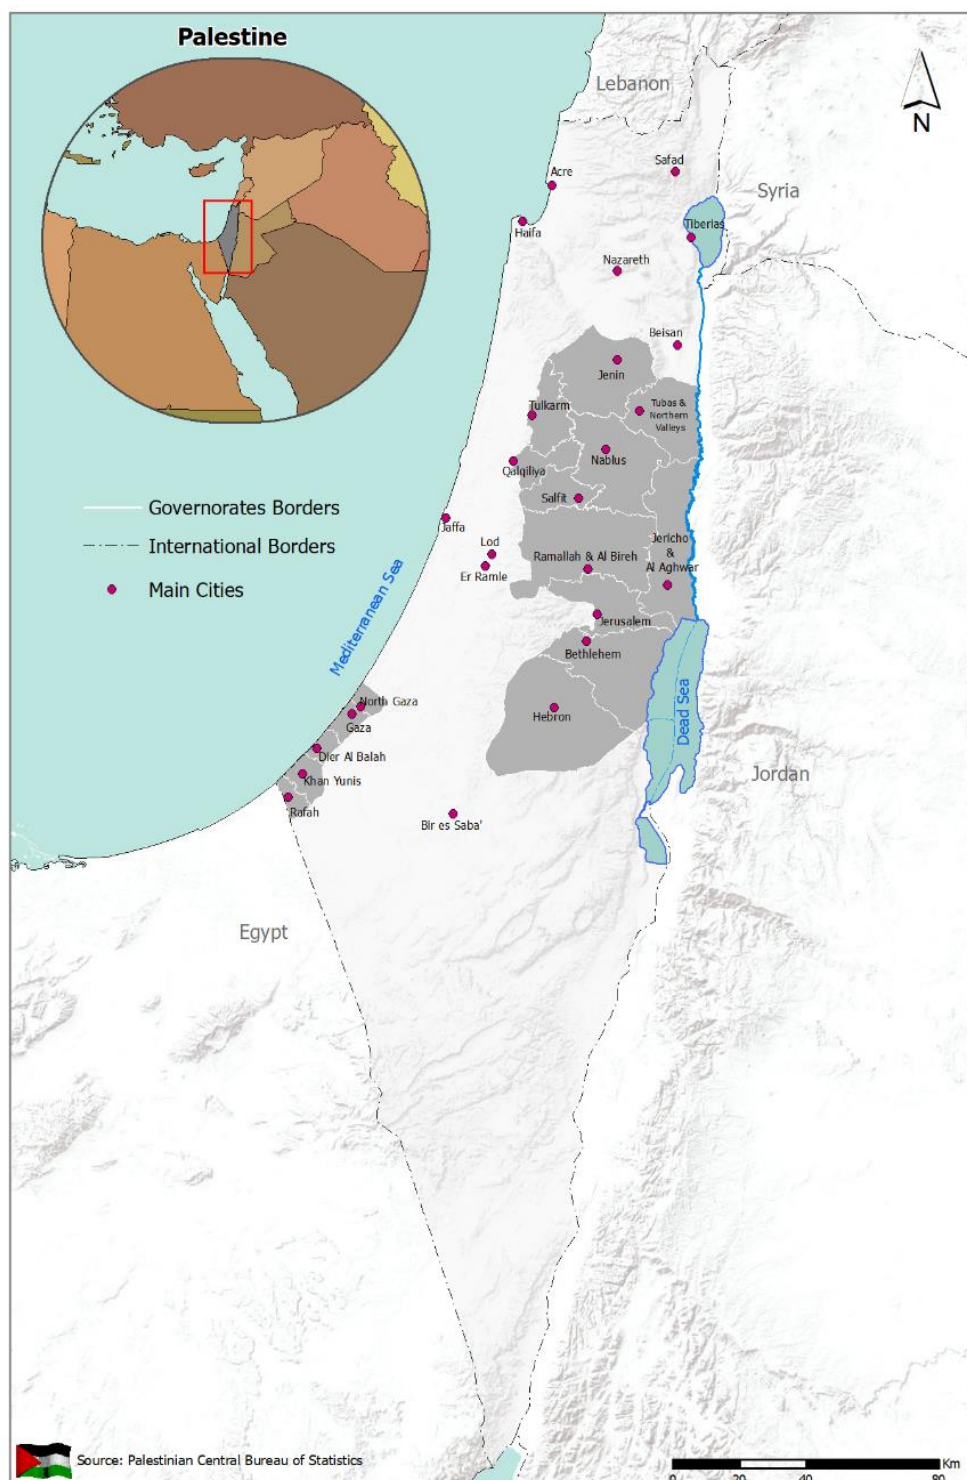 Palestine
Lebanon
N
Safad
Acre
Syria
Haifa
Tiberias
Nazareth
Beisan
Jenin
Tulkarm
Tubas &
Northern
Valleys
Nablus
Qalqiliya
Salfit
Governorates Borders
Jaffa
International Borders
Lod
Jericho
&
Al Aghwar
Ramallah & Al Bireh
Er Ramle
Main Cities
Mediterranean Sea
Jerusalem
Bethlehem
Dead Sea
North Gaza
Gaza
Hebron
Dier Al Balah
Khan Yunis
Jordan
Rafah
Bir es Saba'
Egypt
Source: Palestinian Central Bureau of Statistics
Km
0 20 40 80